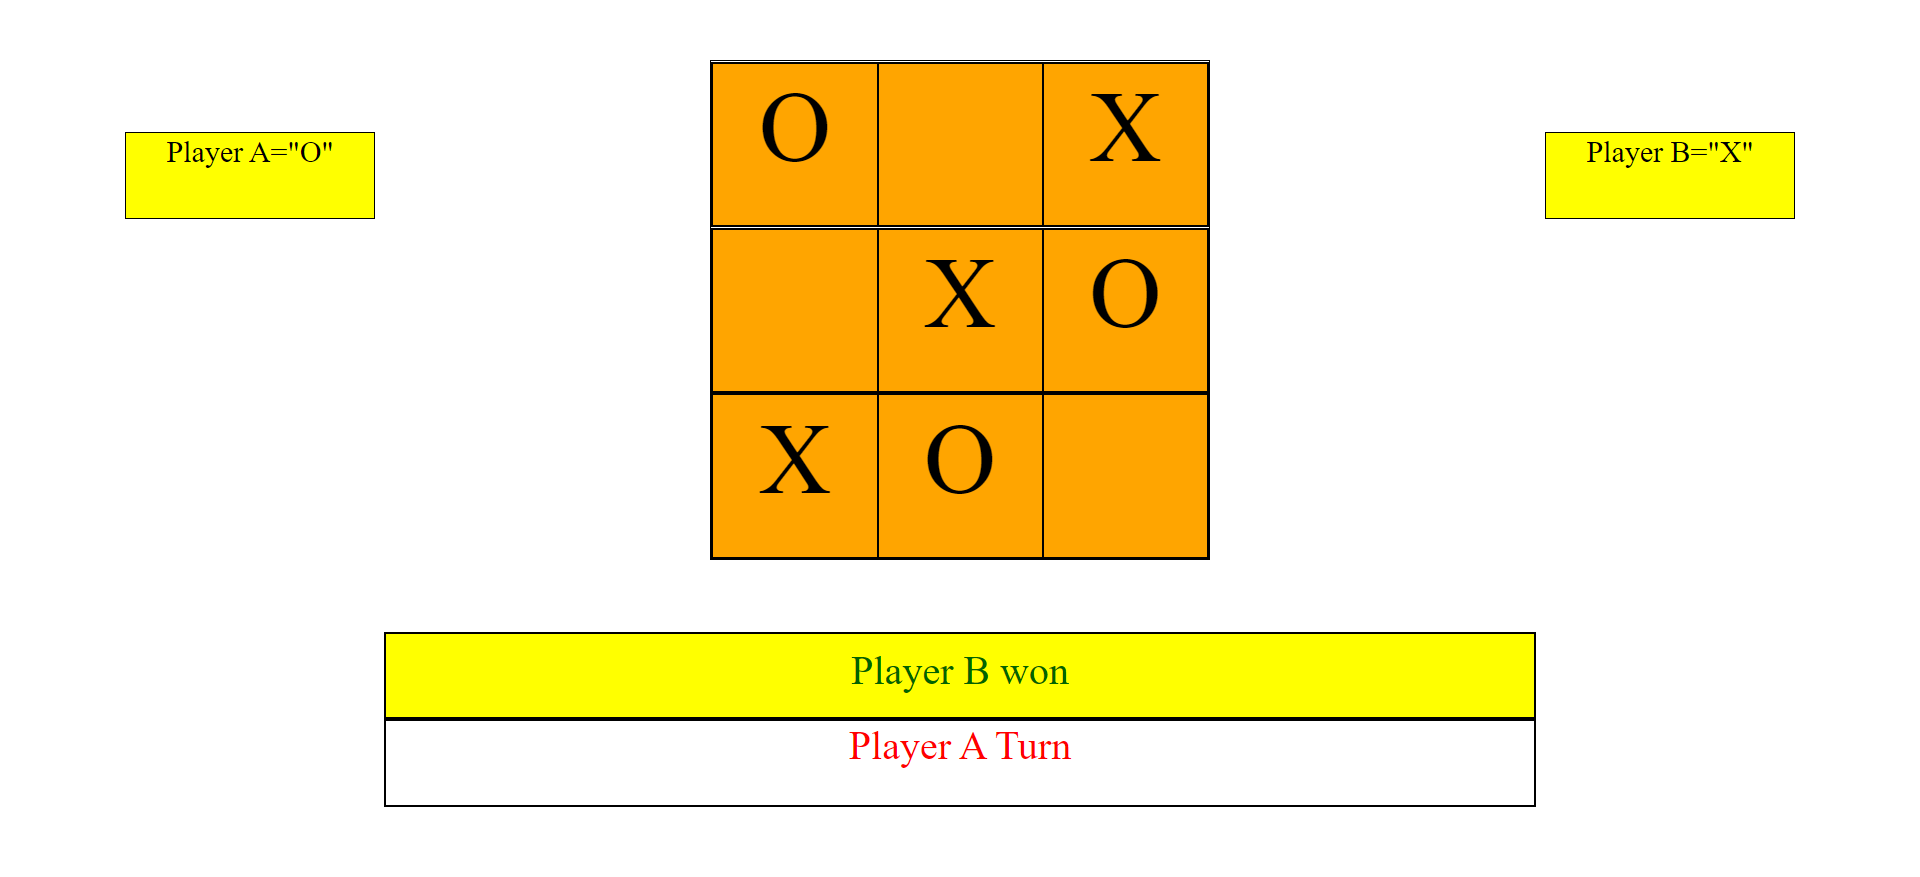 O X
Player A="O"
Player B="X"
X O
X O
Player B won
Player A Turn